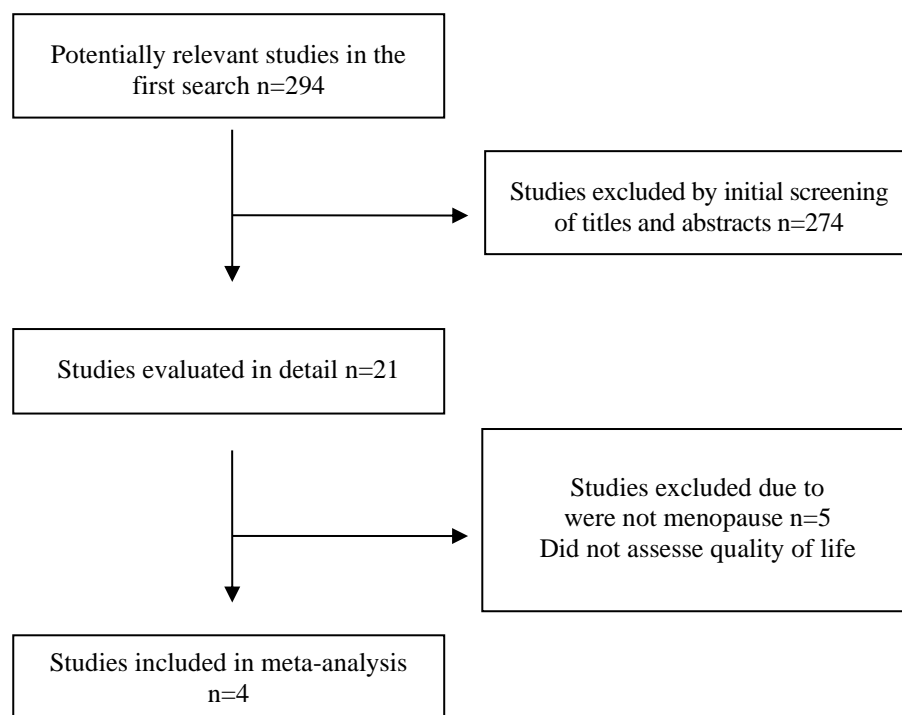 Potentially relevant studies in the
first search n=294
Studies excluded by initial screening
of titles and abstracts n=274
Studies evaluated in detail n=21
Studies excluded due to
were not menopause n=5
Did not assesse quality of life
Studies included in meta-analysis
n=4